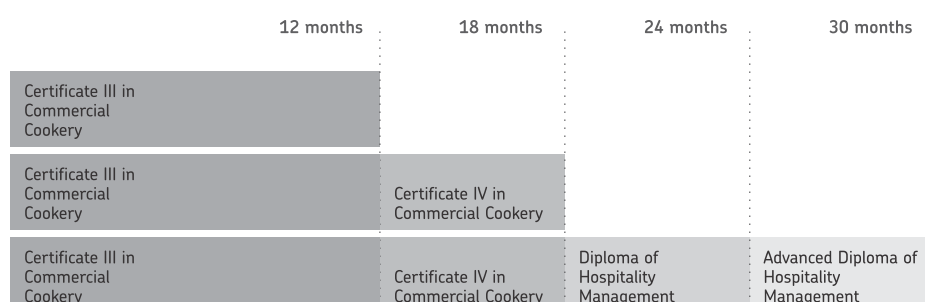 12 months 18 months 24 months 30 months
Certificate III in
Commercial
Cookery
Certificate III in
Commercial
Cookery
Certificate IV in
Commercial Cookery
Certificate III in
Commercial
Cookery
Certificate IV in
Commercial Cookery
Diploma of
Hospitality
Management
Advanced Diploma of
Hospitality
Management